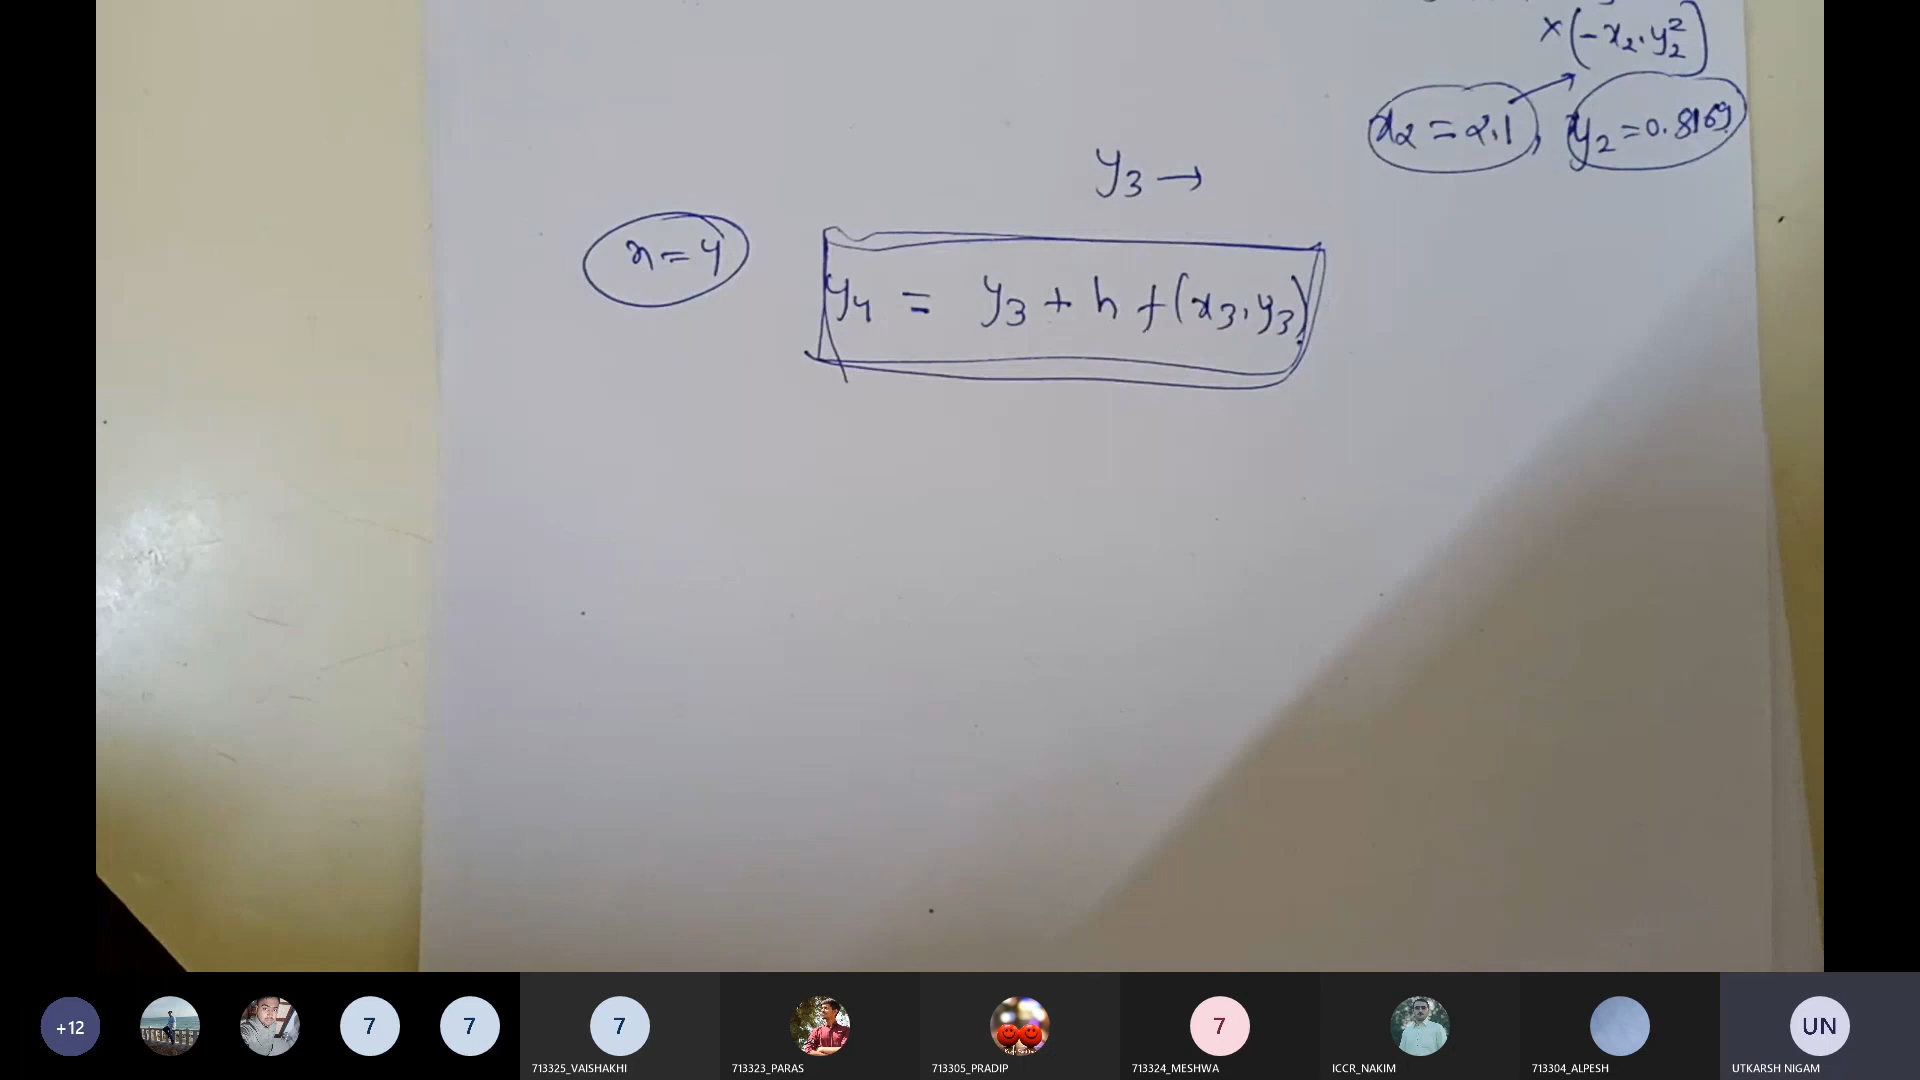 ×(-x₂.y₂²)
x₂ = 2.1, y₂ = 0.8169
y₃ →
n = 4
y₄ = y₃ + h f(x₃, y₃)
+12
7
7
7
7
UN
713325_VAISHAKHI
713323_PARAS
713305_PRADIP
713324_MESHWA
ICCR_NAKIM
713304_ALPESH
UTKARSH NIGAM